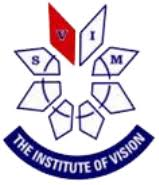 V I
S M
THE INSTITUTE OF VISION